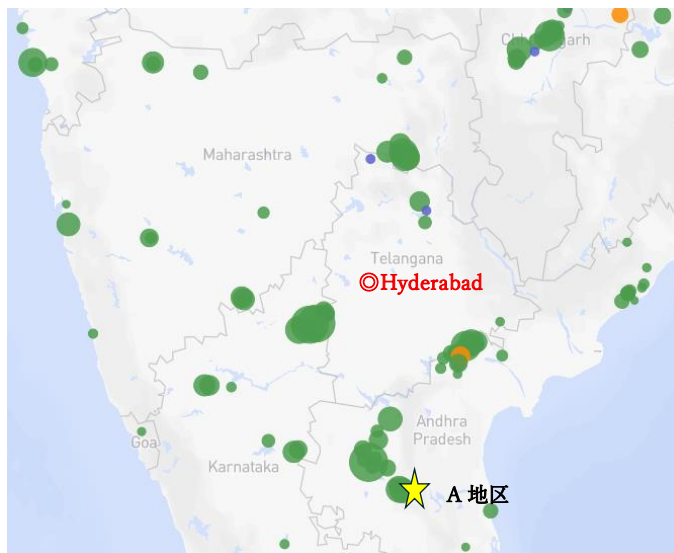 Chhattisgarh
Maharashtra
Telangana
◎Hyderabad
Andhra
Pradesh
Goa
Karnataka
A 地区